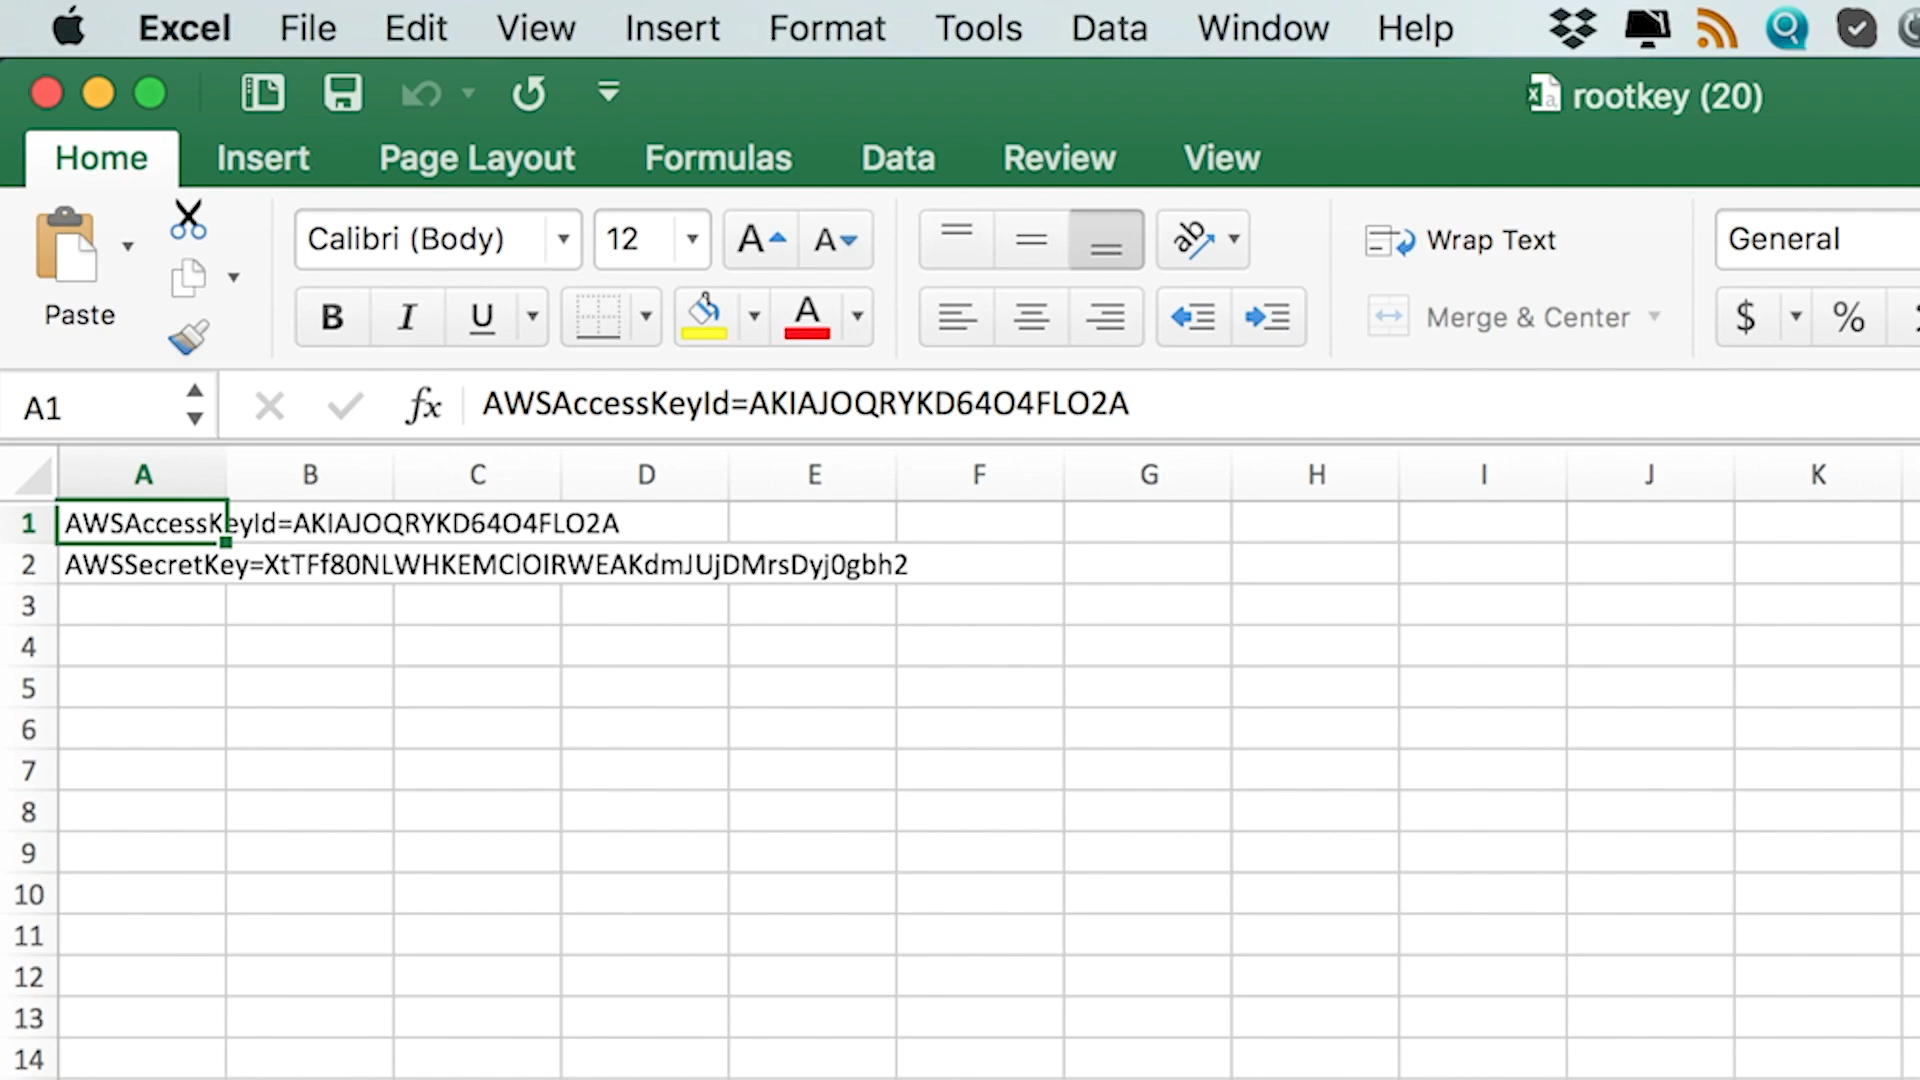 Excel File Edit View Insert Format Tools Data Window Help
rootkey (20)
Home Insert Page Layout Formulas Data Review View
Paste
Calibri (Body) 12
Wrap Text
General
B I U
Merge & Center
$ %
A1
fx
AWSAccessKeyId=AKIAJOQRYKD64O4FLO2A
A B C D E F G H I J K
1 AWSAccessKeyId=AKIAJOQRYKD64O4FLO2A
2 AWSSecretKey=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
3
4
5
6
7
8
9
10
11
12
13
14